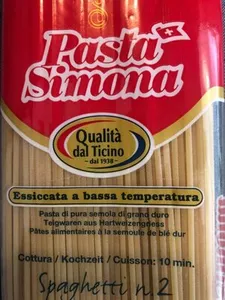 Pasta
Simona
Qualità
dal Ticino
- dal 1938 -
Essiccata a bassa temperatura
Pasta di pura semola di grano duro
Teigwaren aus Hartweizengriess
Pâtes alimentaires à la semoule de blé dur
Cottura / Kochzeit / Cuisson: 10 min.
Spaghetti n. 2